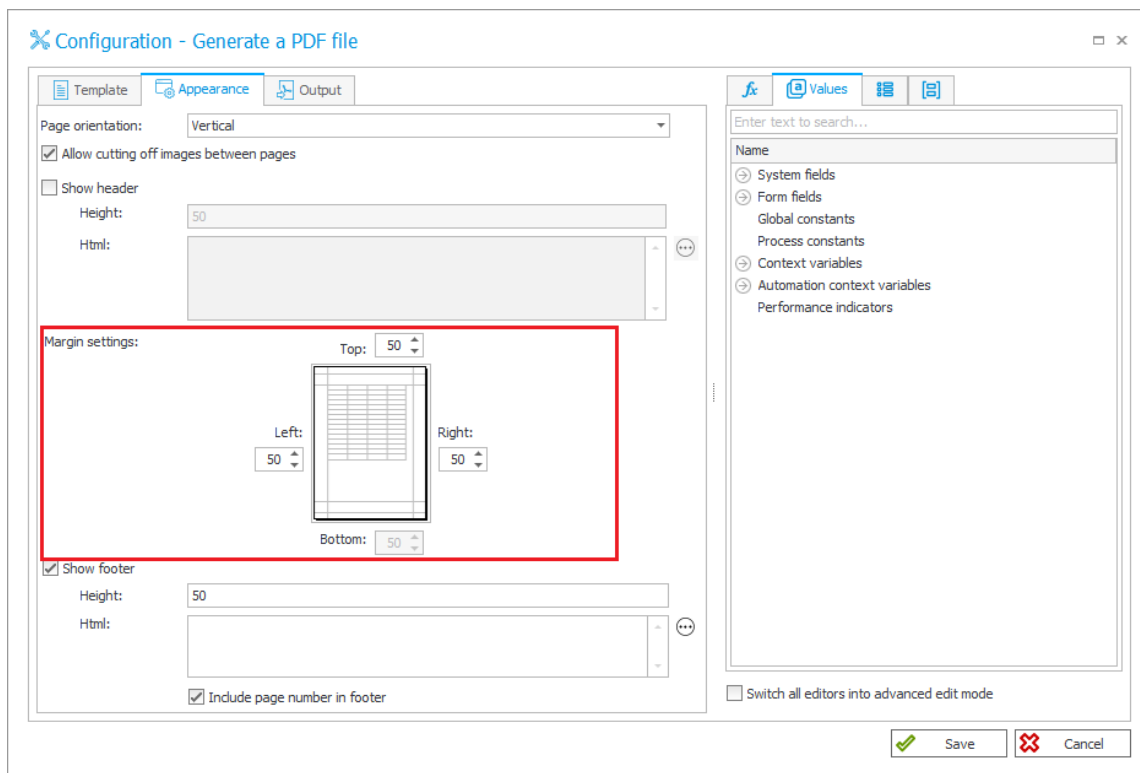 Configuration - Generate a PDF file
Template Appearance Output
Page orientation: Vertical
Allow cutting off images between pages
Show header
Height: 50
Html:
Margin settings:
Top: 50
Left: Right:
50 50
Bottom: 50
Show footer
Height: 50
Html:
Include page number in footer
fx Values
Enter text to search...
Name
System fields
Form fields
Global constants
Process constants
Context variables
Automation context variables
Performance indicators
Switch all editors into advanced edit mode
Save Cancel